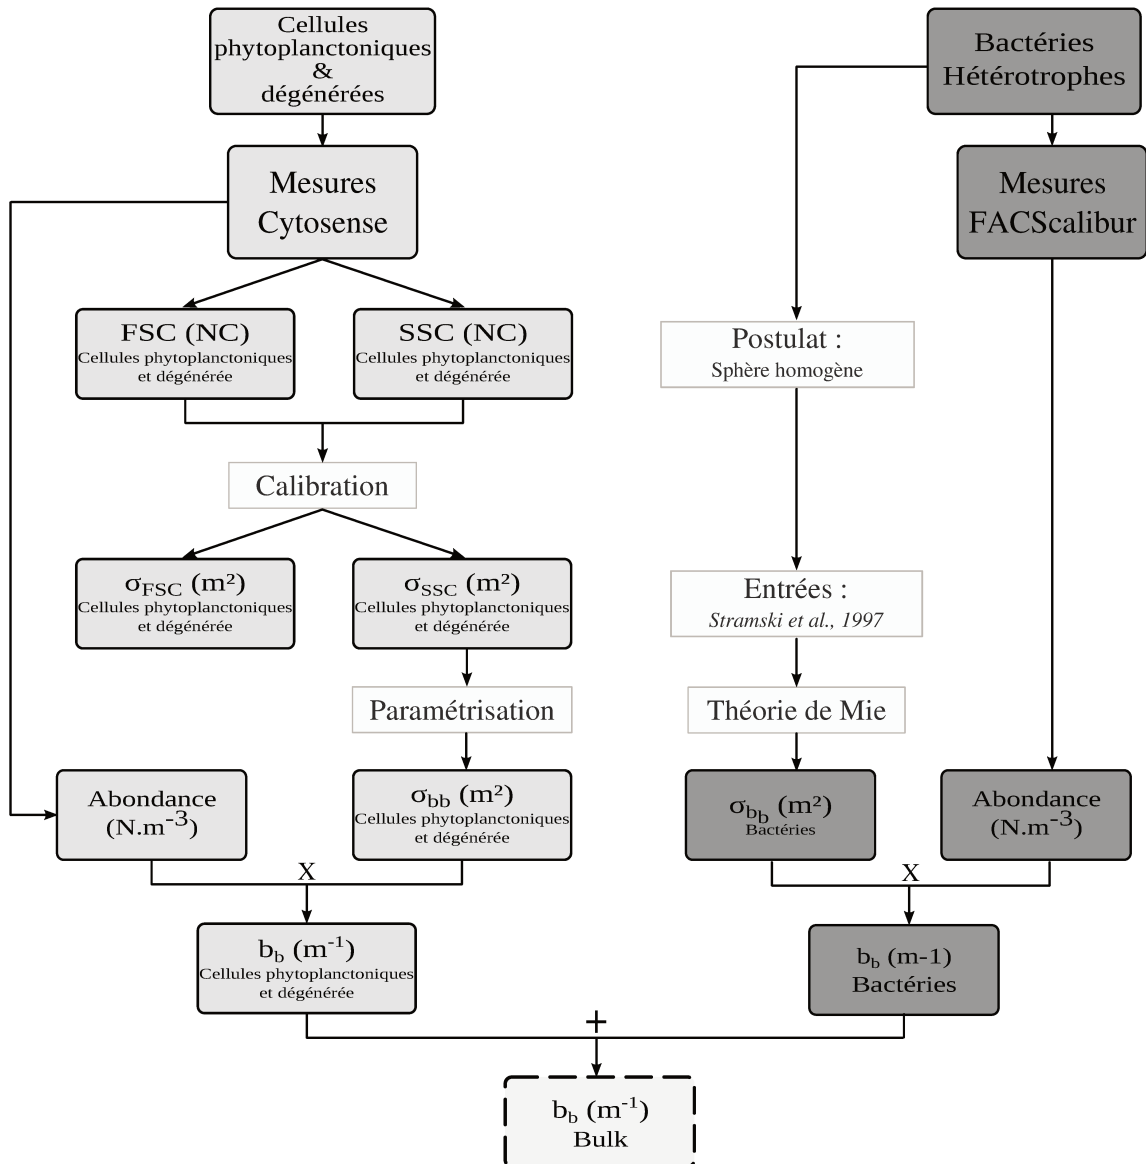 Cellules
phytoplanctoniques
&
dégénérées
Bactéries
Hétérotrophes
Mesures
Cytosense
Mesures
FACScalibur
FSC (NC)
Cellules phytoplanctoniques
et dégénérée
SSC (NC)
Cellules phytoplanctoniques
et dégénérée
Postulat :
Sphère homogène
Calibration
σFSC (m²)
Cellules phytoplanctoniques
et dégénérée
σSSC (m²)
Cellules phytoplanctoniques
et dégénérée
Entrées :
Stramski et al., 1997
Paramétrisation
Théorie de Mie
Abondance
(N.m-3)
σbb (m²)
Cellules phytoplanctoniques
et dégénérée
σbb (m²)
Bactéries
Abondance
(N.m-3)
X
X
bb (m-1)
Cellules phytoplanctoniques
et dégénérée
bb (m-1)
Bactéries
+
bb (m-1)
Bulk